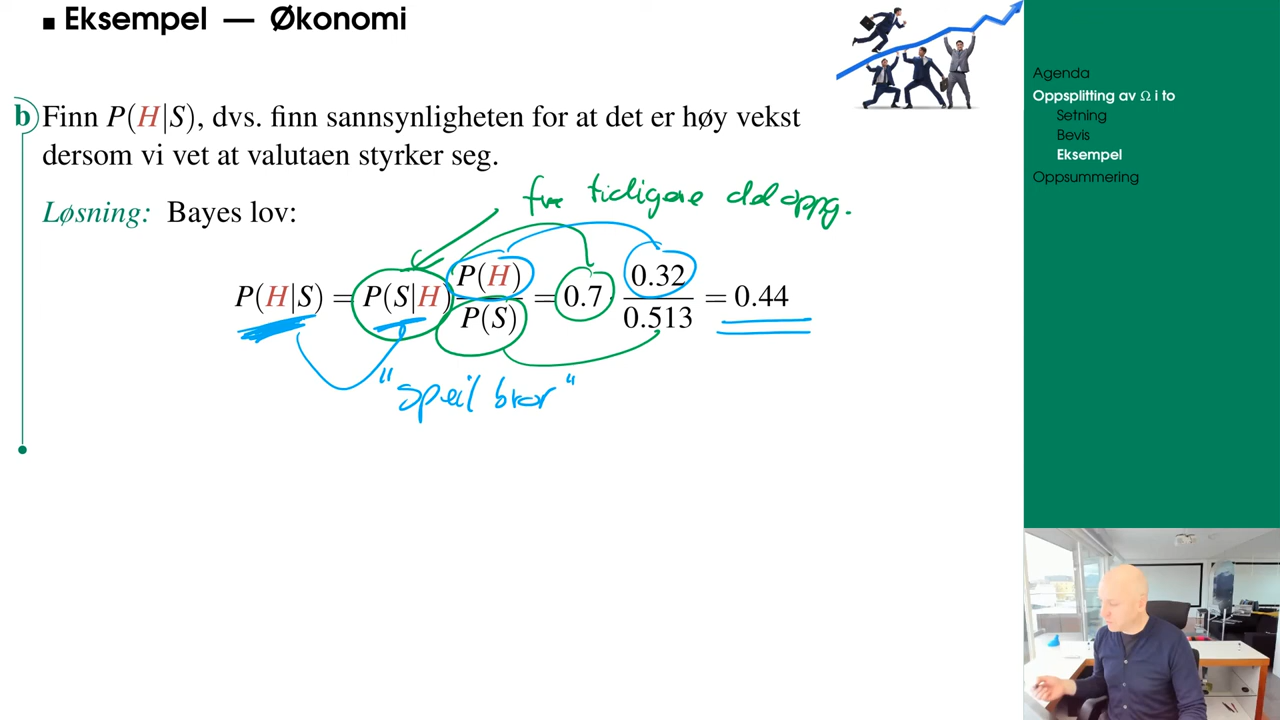 Eksempel — Økonomi
b Finn P(H|S), dvs. finn sannsynligheten for at det er høy vekst
dersom vi vet at valutaen styrker seg.
fra tidligere deloppg.
Løsning: Bayes lov:
P(H|S) = P(S|H) P(H)/P(S) = 0.7 · 0.32/0.513 = 0.44
"speil bror"
Agenda
Oppsplitting av Ω i to
Setning
Bevis
Eksempel
Oppsummering